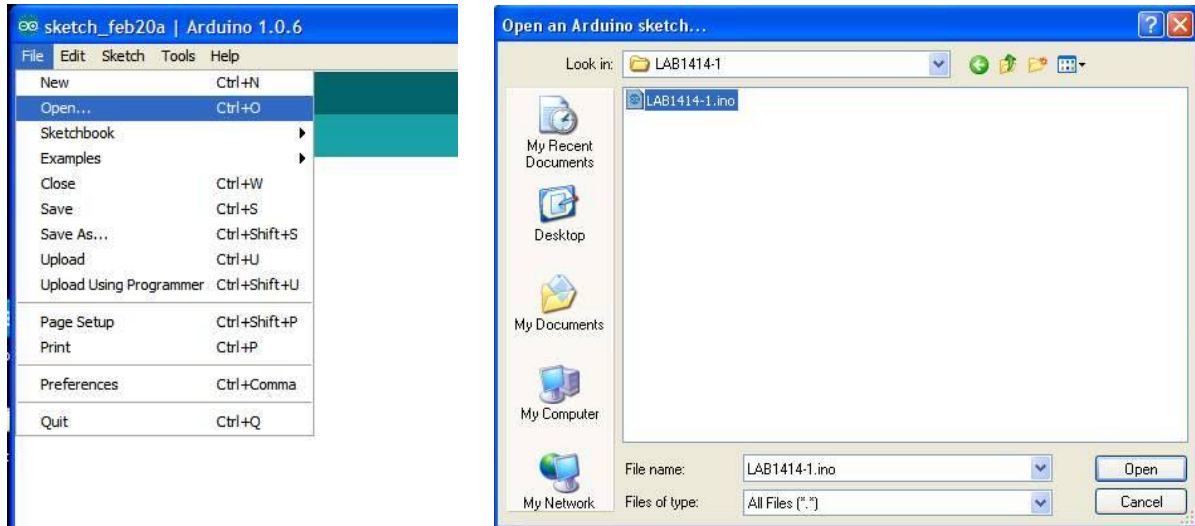 sketch_feb20a | Arduino 1.0.6
File Edit Sketch Tools Help
New Ctrl+N
Open... Ctrl+O
Sketchbook
Examples
Close Ctrl+W
Save Ctrl+S
Save As... Ctrl+Shift+S
Upload Ctrl+U
Upload Using Programmer Ctrl+Shift+U
Page Setup Ctrl+Shift+P
Print Ctrl+P
Preferences Ctrl+Comma
Quit Ctrl+Q
Open an Arduino sketch...
Look in: LAB1414-1
LAB1414-1.ino
My Recent
Documents
Desktop
My Documents
My Computer
My Network
File name: LAB1414-1.ino Open
Files of type: All Files (*.*) Cancel